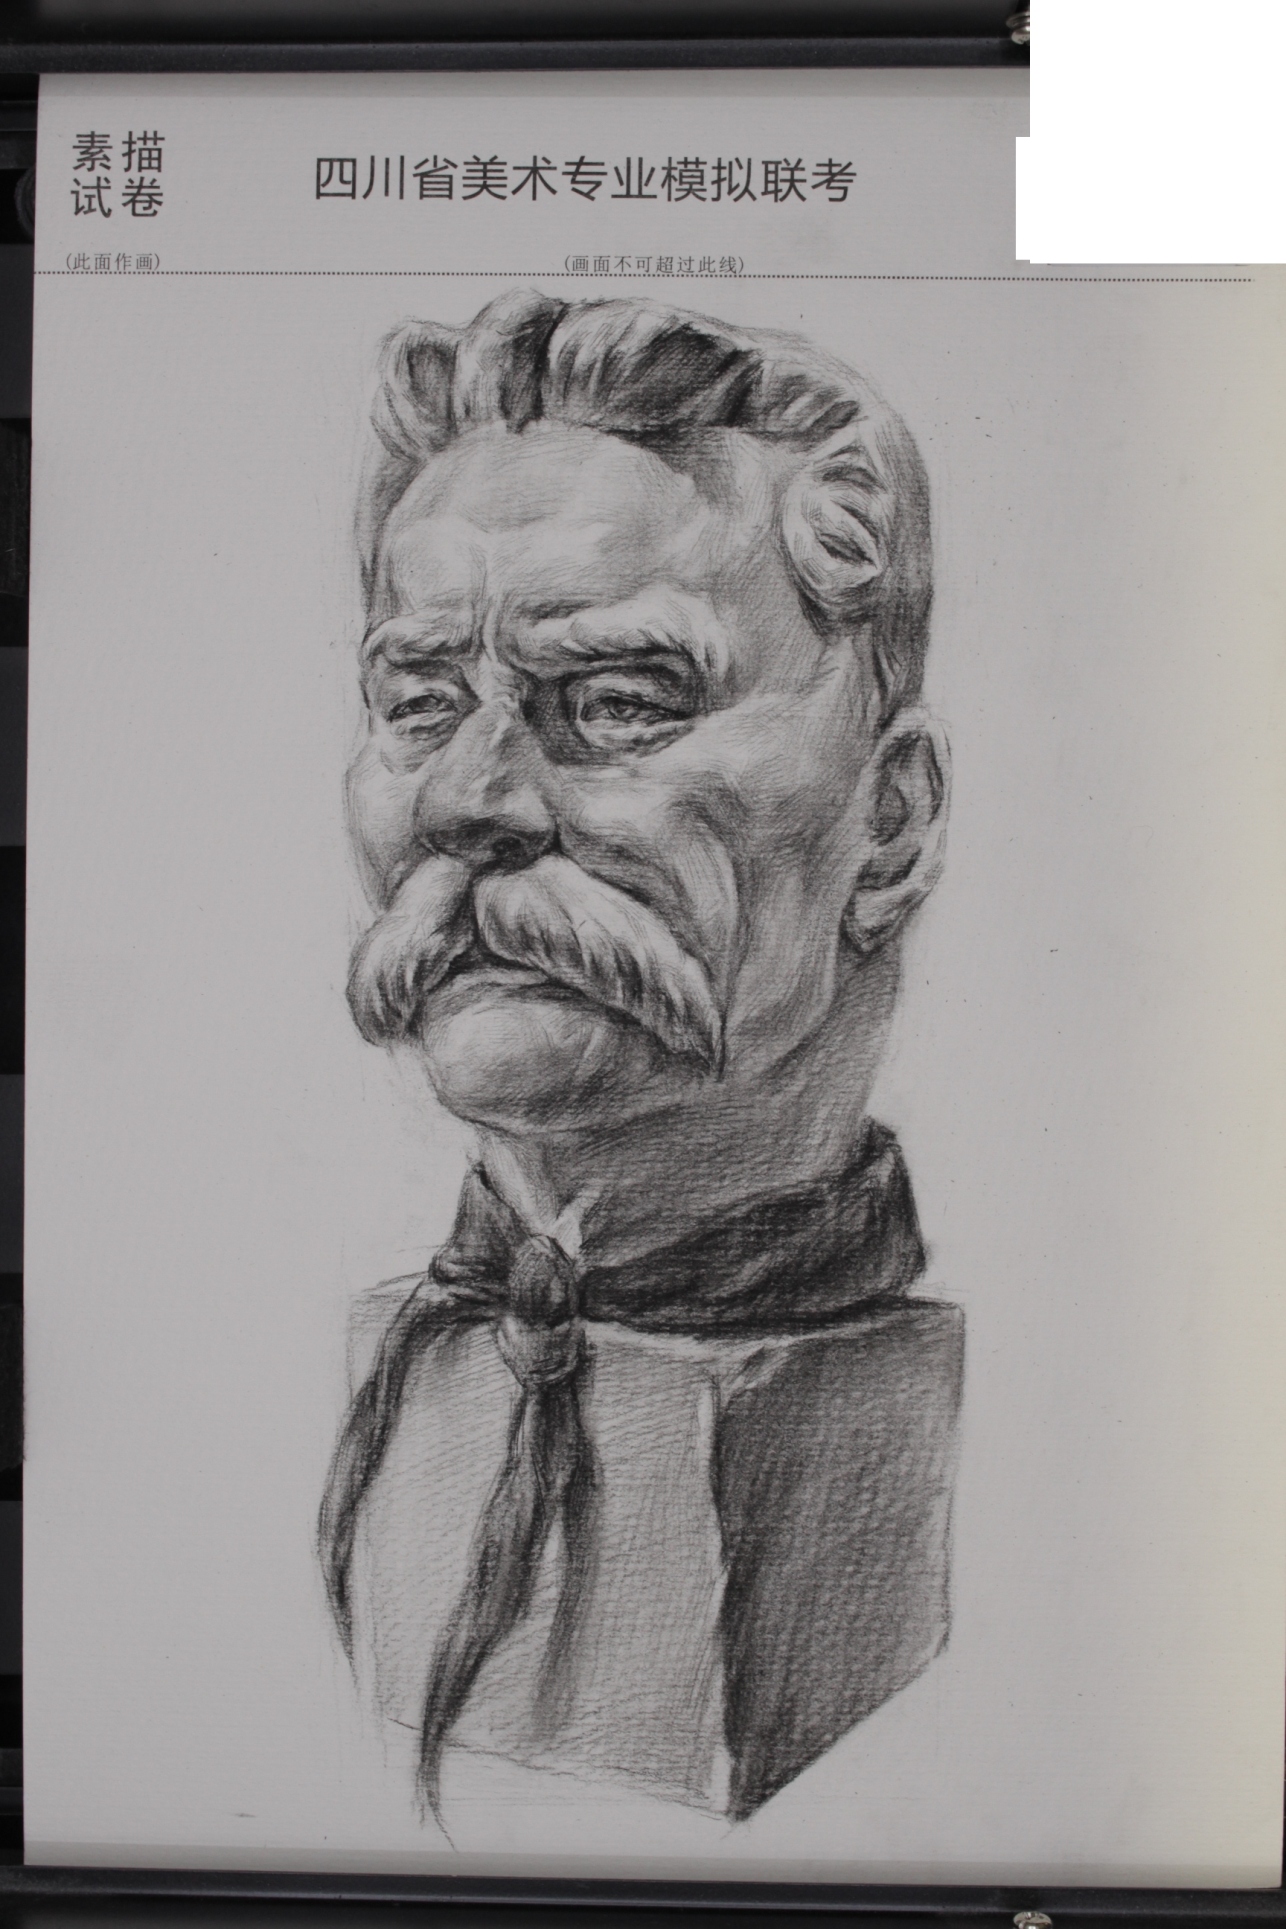 素描
试卷
四川省美术专业模拟联考
(此面作画)
(画面不可超过此线)